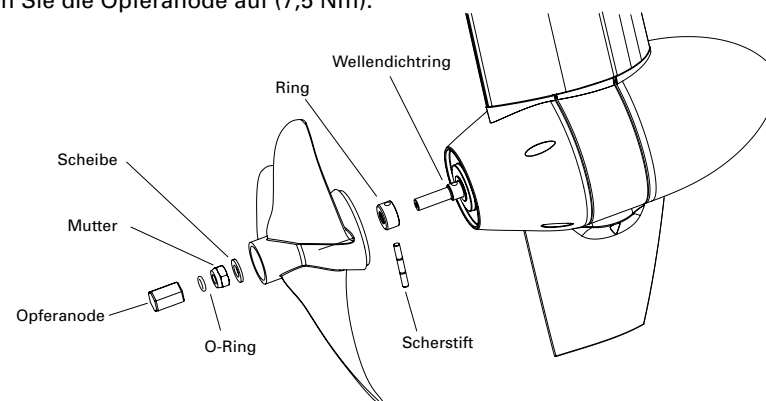 Sie die Opferanode auf (7,5 Nm).
Wellendichtring
Ring
Scheibe
Mutter
Opferanode
O-Ring
Scherstift